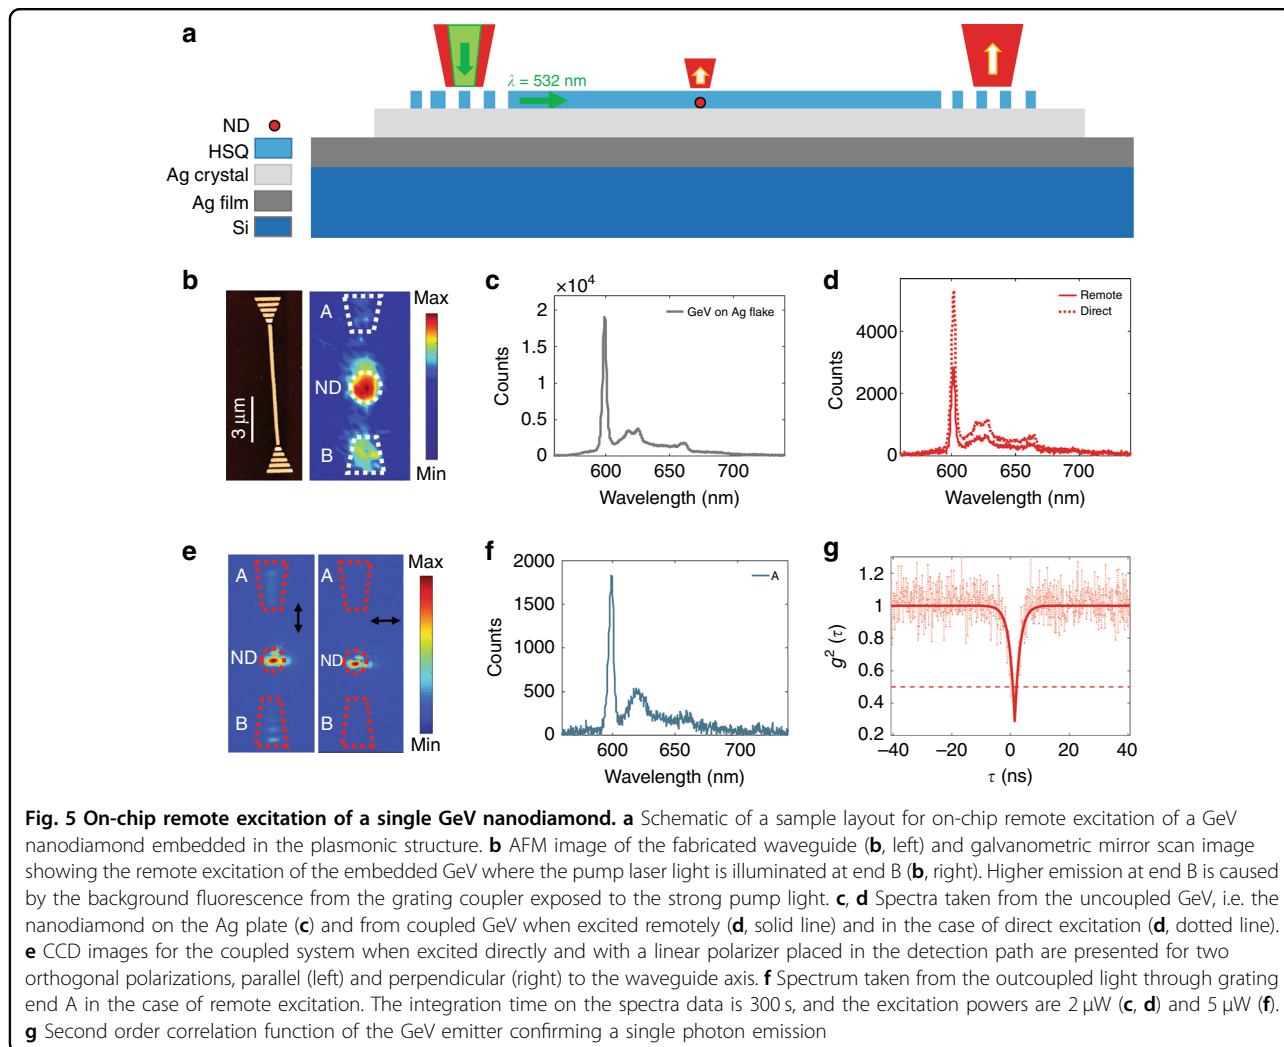 a
λ = 532 nm
ND
HSQ
Ag crystal
Ag film
Si
b
3 µm
A
ND
B
Max
Min
c
×10⁴
2
1.5
1
0.5
0
Counts
GeV on Ag flake
600
650
700
Wavelength (nm)
d
4000
2000
0
Counts
Remote
Direct
600
650
700
Wavelength (nm)
e
A
ND
B
A
ND
B
Max
Min
f
2000
1500
1000
500
0
Counts
A
600
650
700
Wavelength (nm)
g
1.2
1
0.8
0.6
0.4
0.2
g² (τ)
−40
−20
0
20
40
τ (ns)
Fig. 5 On-chip remote excitation of a single GeV nanodiamond. a Schematic of a sample layout for on-chip remote excitation of a GeV
nanodiamond embedded in the plasmonic structure. b AFM image of the fabricated waveguide (b, left) and galvanometric mirror scan image
showing the remote excitation of the embedded GeV where the pump laser light is illuminated at end B (b, right). Higher emission at end B is caused
by the background fluorescence from the grating coupler exposed to the strong pump light. c, d Spectra taken from the uncoupled GeV, i.e. the
nanodiamond on the Ag plate (c) and from coupled GeV when excited remotely (d, solid line) and in the case of direct excitation (d, dotted line).
e CCD images for the coupled system when excited directly and with a linear polarizer placed in the detection path are presented for two
orthogonal polarizations, parallel (left) and perpendicular (right) to the waveguide axis. f Spectrum taken from the outcoupled light through grating
end A in the case of remote excitation. The integration time on the spectra data is 300 s, and the excitation powers are 2 µW (c, d) and 5 µW (f).
g Second order correlation function of the GeV emitter confirming a single photon emission